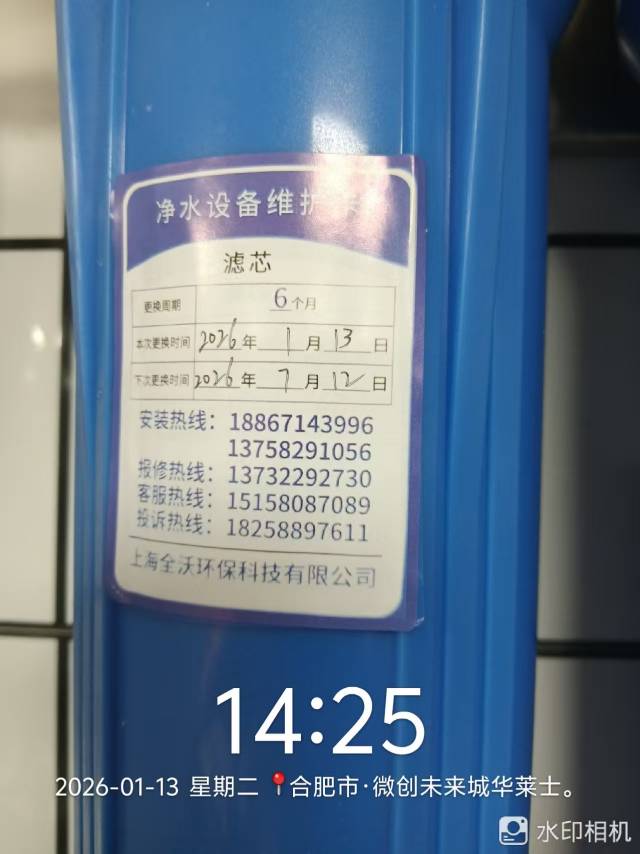 净水设备维护
滤芯
更换周期 6个月
本次更换时间 2026年1月13日
下次更换时间 2026年7月12日
安装热线：18867143996
13758291056
报修热线：13732292730
客服热线：15158087089
投诉热线：18258897611
上海全沃环保科技有限公司
14:25
2026-01-13 星期二 合肥市·微创未来城华莱士。
水印相机